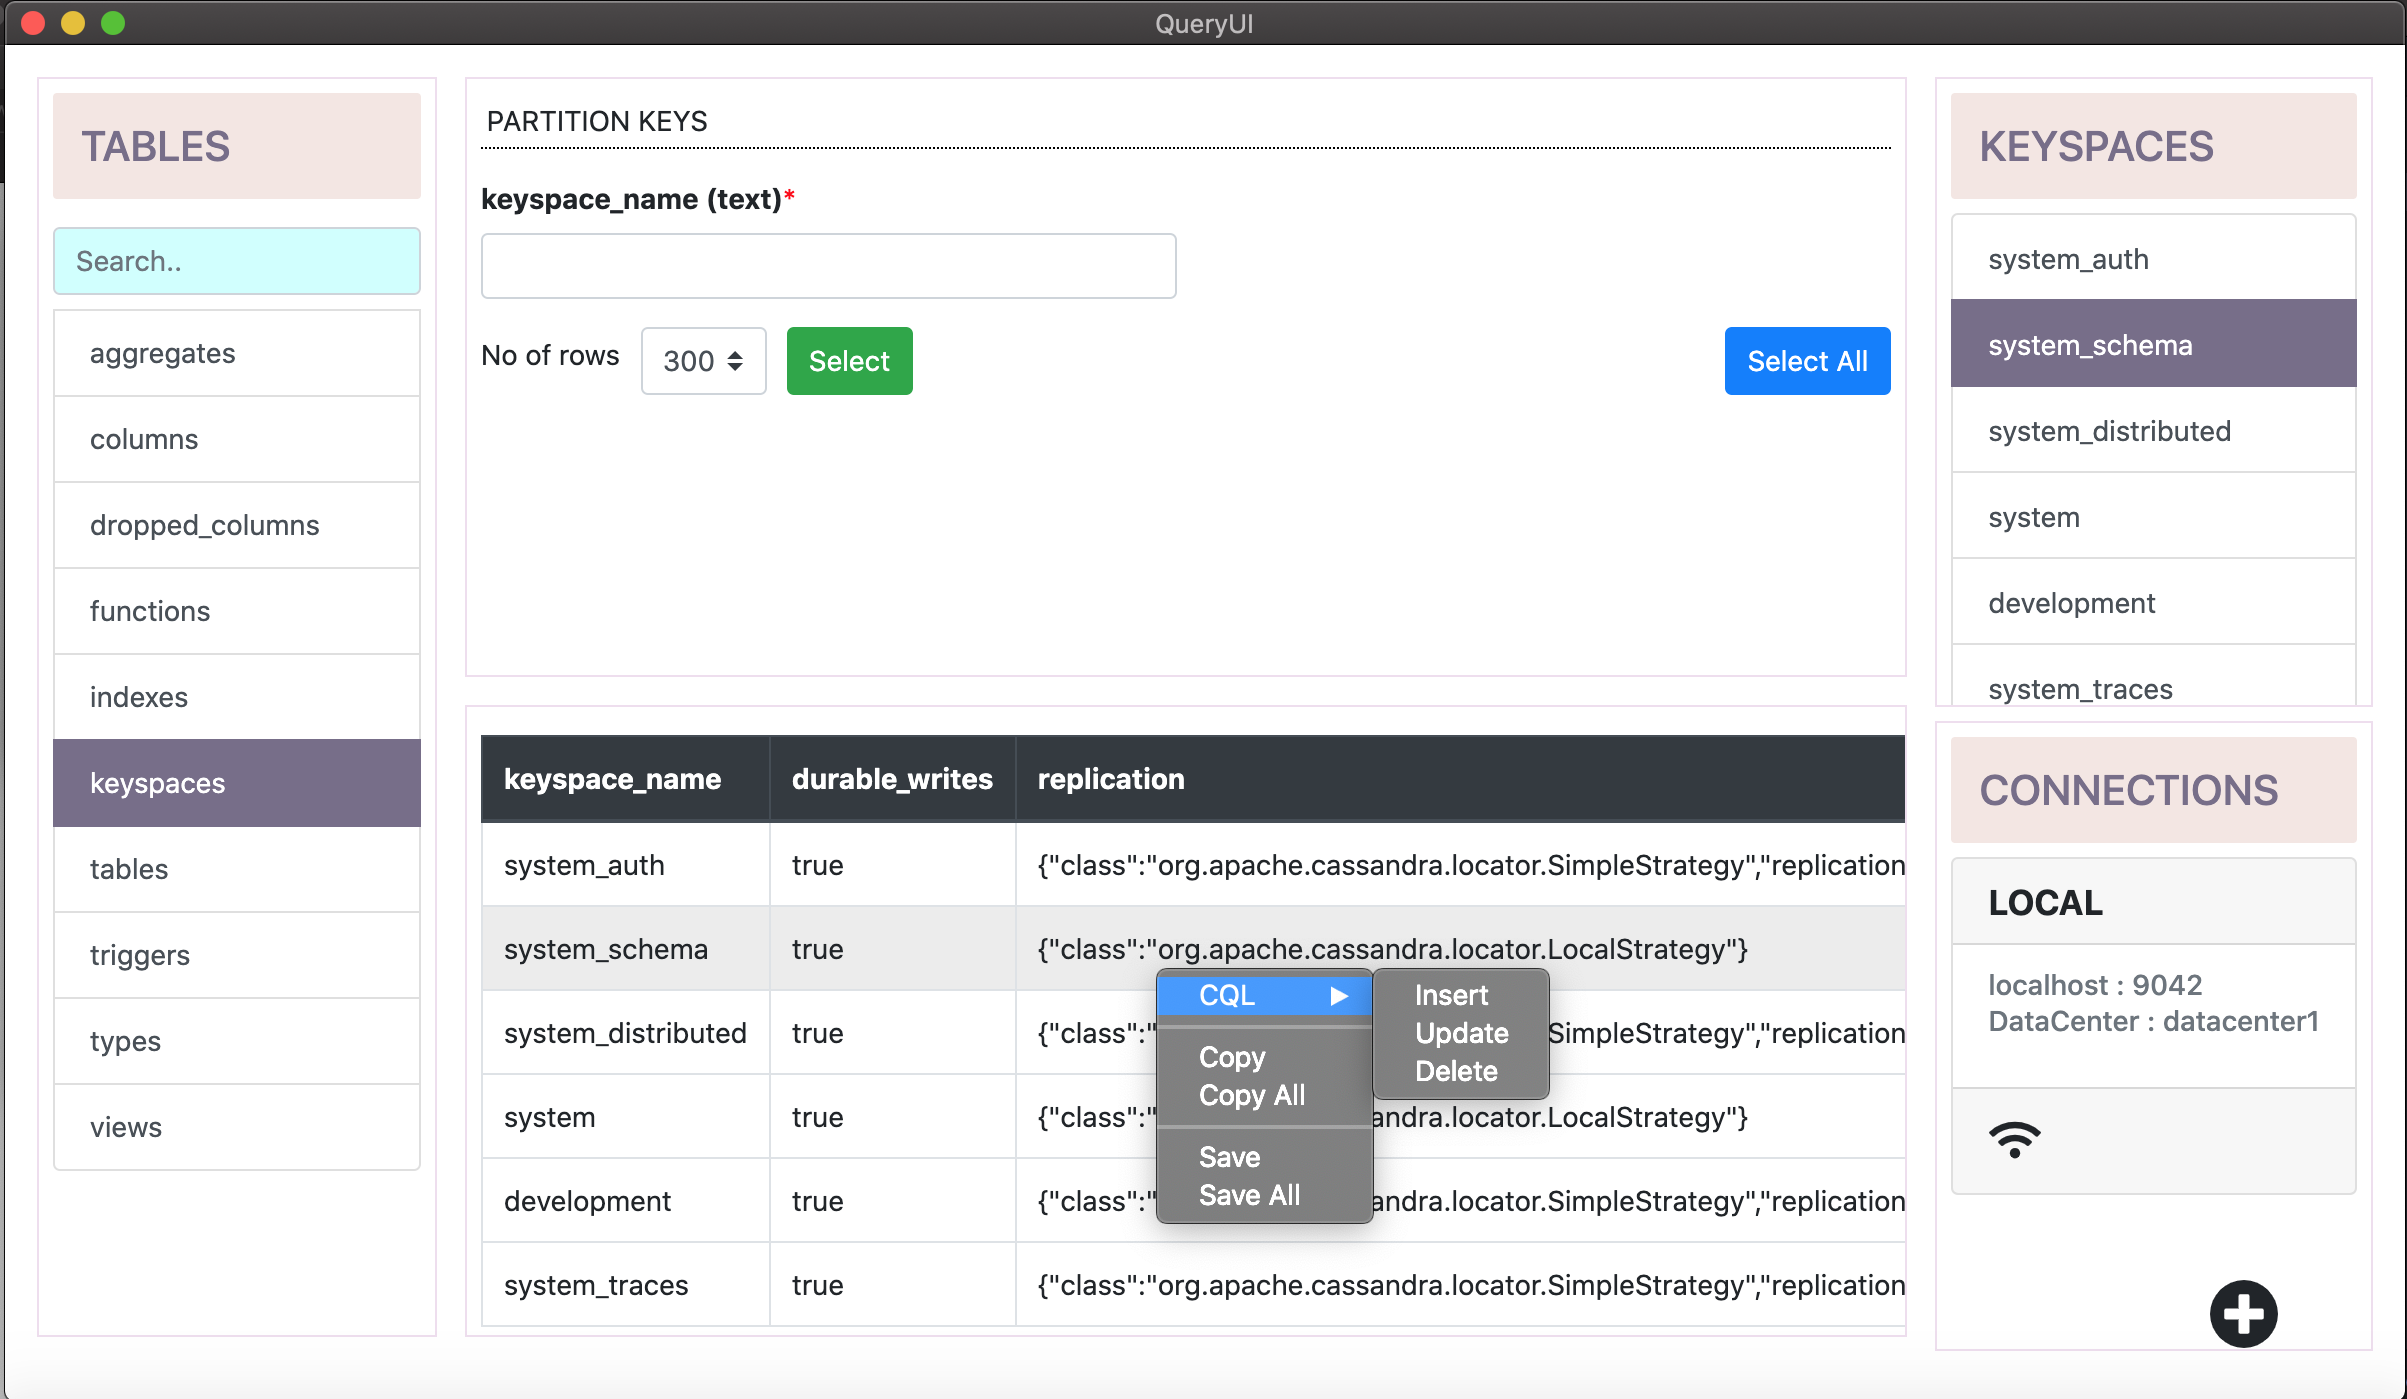 QueryUI
TABLES
Search..
aggregates
columns
dropped_columns
functions
indexes
keyspaces
tables
triggers
types
views
PARTITION KEYS
keyspace_name (text)*
No of rows 300 Select Select All
keyspace_name durable_writes replication
system_auth true {"class":"org.apache.cassandra.locator.SimpleStrategy","replication
system_schema true {"class":"org.apache.cassandra.locator.LocalStrategy"}
system_distributed true {"class":" SimpleStrategy","replication
system true {"class":" andra.locator.LocalStrategy"}
development true {"class":" andra.locator.SimpleStrategy","replication
system_traces true {"class":"org.apache.cassandra.locator.SimpleStrategy","replication
CQL
Copy
Copy All
Save
Save All
Insert
Update
Delete
KEYSPACES
system_auth
system_schema
system_distributed
system
development
system_traces
CONNECTIONS
LOCAL
localhost : 9042
DataCenter : datacenter1